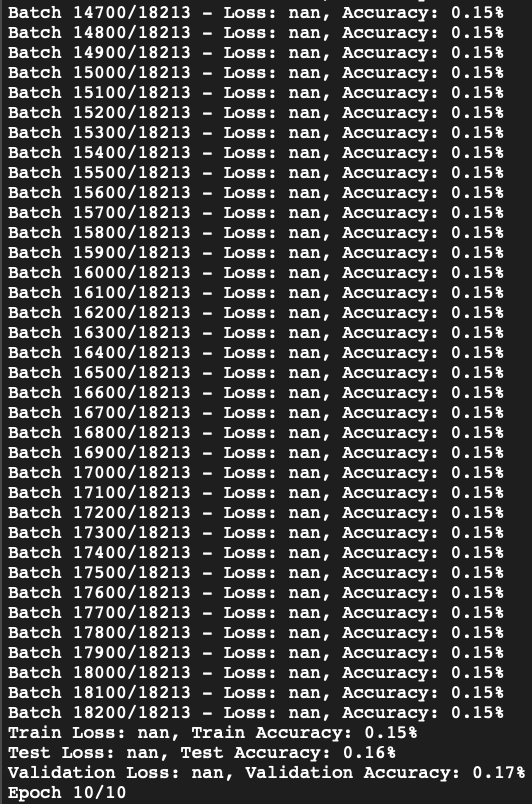 Batch 14700/18213 - Loss: nan, Accuracy: 0.15%
Batch 14800/18213 - Loss: nan, Accuracy: 0.15%
Batch 14900/18213 - Loss: nan, Accuracy: 0.15%
Batch 15000/18213 - Loss: nan, Accuracy: 0.15%
Batch 15100/18213 - Loss: nan, Accuracy: 0.15%
Batch 15200/18213 - Loss: nan, Accuracy: 0.15%
Batch 15300/18213 - Loss: nan, Accuracy: 0.15%
Batch 15400/18213 - Loss: nan, Accuracy: 0.15%
Batch 15500/18213 - Loss: nan, Accuracy: 0.15%
Batch 15600/18213 - Loss: nan, Accuracy: 0.15%
Batch 15700/18213 - Loss: nan, Accuracy: 0.15%
Batch 15800/18213 - Loss: nan, Accuracy: 0.15%
Batch 15900/18213 - Loss: nan, Accuracy: 0.15%
Batch 16000/18213 - Loss: nan, Accuracy: 0.15%
Batch 16100/18213 - Loss: nan, Accuracy: 0.15%
Batch 16200/18213 - Loss: nan, Accuracy: 0.15%
Batch 16300/18213 - Loss: nan, Accuracy: 0.15%
Batch 16400/18213 - Loss: nan, Accuracy: 0.15%
Batch 16500/18213 - Loss: nan, Accuracy: 0.15%
Batch 16600/18213 - Loss: nan, Accuracy: 0.15%
Batch 16700/18213 - Loss: nan, Accuracy: 0.15%
Batch 16800/18213 - Loss: nan, Accuracy: 0.15%
Batch 16900/18213 - Loss: nan, Accuracy: 0.15%
Batch 17000/18213 - Loss: nan, Accuracy: 0.15%
Batch 17100/18213 - Loss: nan, Accuracy: 0.15%
Batch 17200/18213 - Loss: nan, Accuracy: 0.15%
Batch 17300/18213 - Loss: nan, Accuracy: 0.15%
Batch 17400/18213 - Loss: nan, Accuracy: 0.15%
Batch 17500/18213 - Loss: nan, Accuracy: 0.15%
Batch 17600/18213 - Loss: nan, Accuracy: 0.15%
Batch 17700/18213 - Loss: nan, Accuracy: 0.15%
Batch 17800/18213 - Loss: nan, Accuracy: 0.15%
Batch 17900/18213 - Loss: nan, Accuracy: 0.15%
Batch 18000/18213 - Loss: nan, Accuracy: 0.15%
Batch 18100/18213 - Loss: nan, Accuracy: 0.15%
Batch 18200/18213 - Loss: nan, Accuracy: 0.15%
Train Loss: nan, Train Accuracy: 0.15%
Test Loss: nan, Test Accuracy: 0.16%
Validation Loss: nan, Validation Accuracy: 0.17%
Epoch 10/10